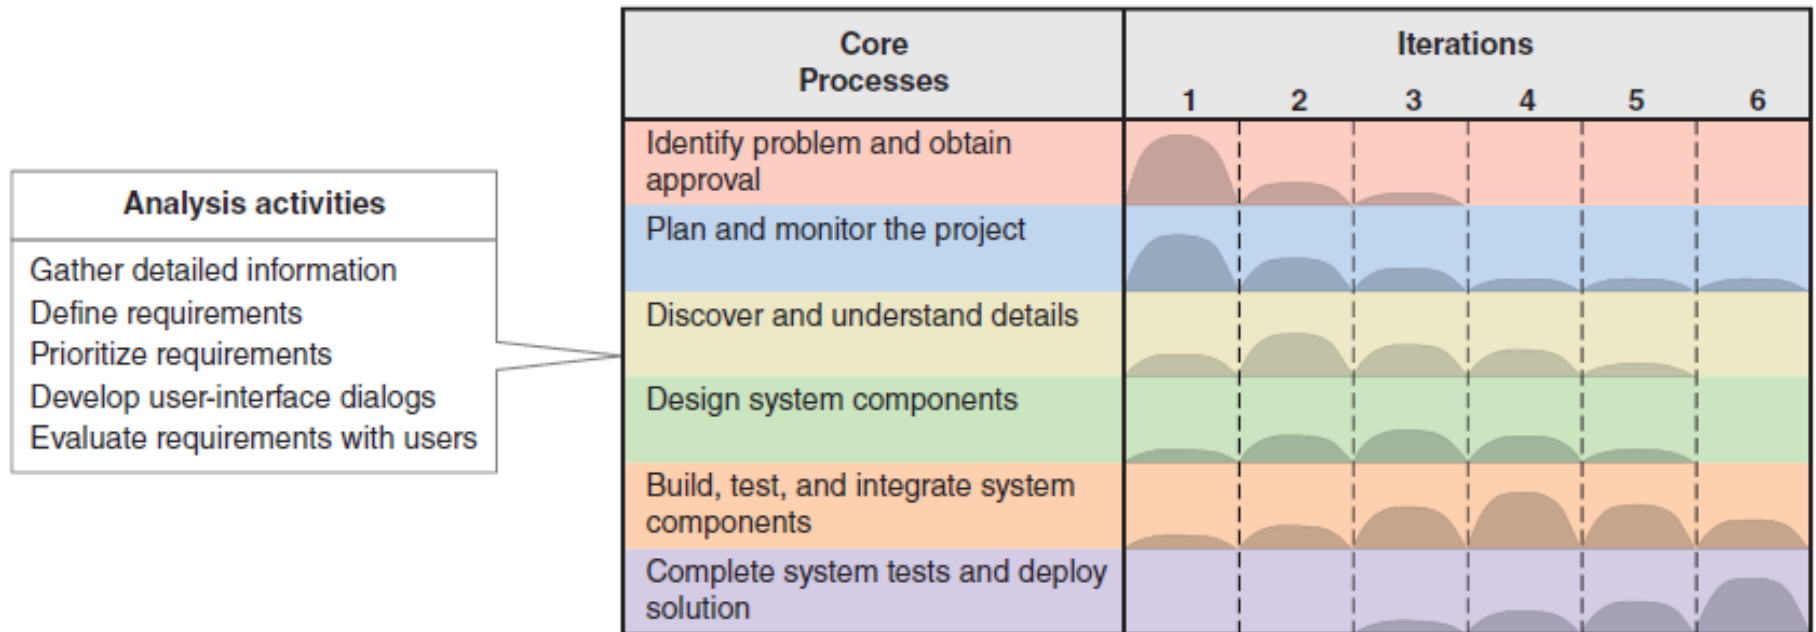 Analysis activities
Gather detailed information
Define requirements
Prioritize requirements
Develop user-interface dialogs
Evaluate requirements with users
Core
Processes
Iterations
1 2 3 4 5 6
Identify problem and obtain
approval
Plan and monitor the project
Discover and understand details
Design system components
Build, test, and integrate system
components
Complete system tests and deploy
solution